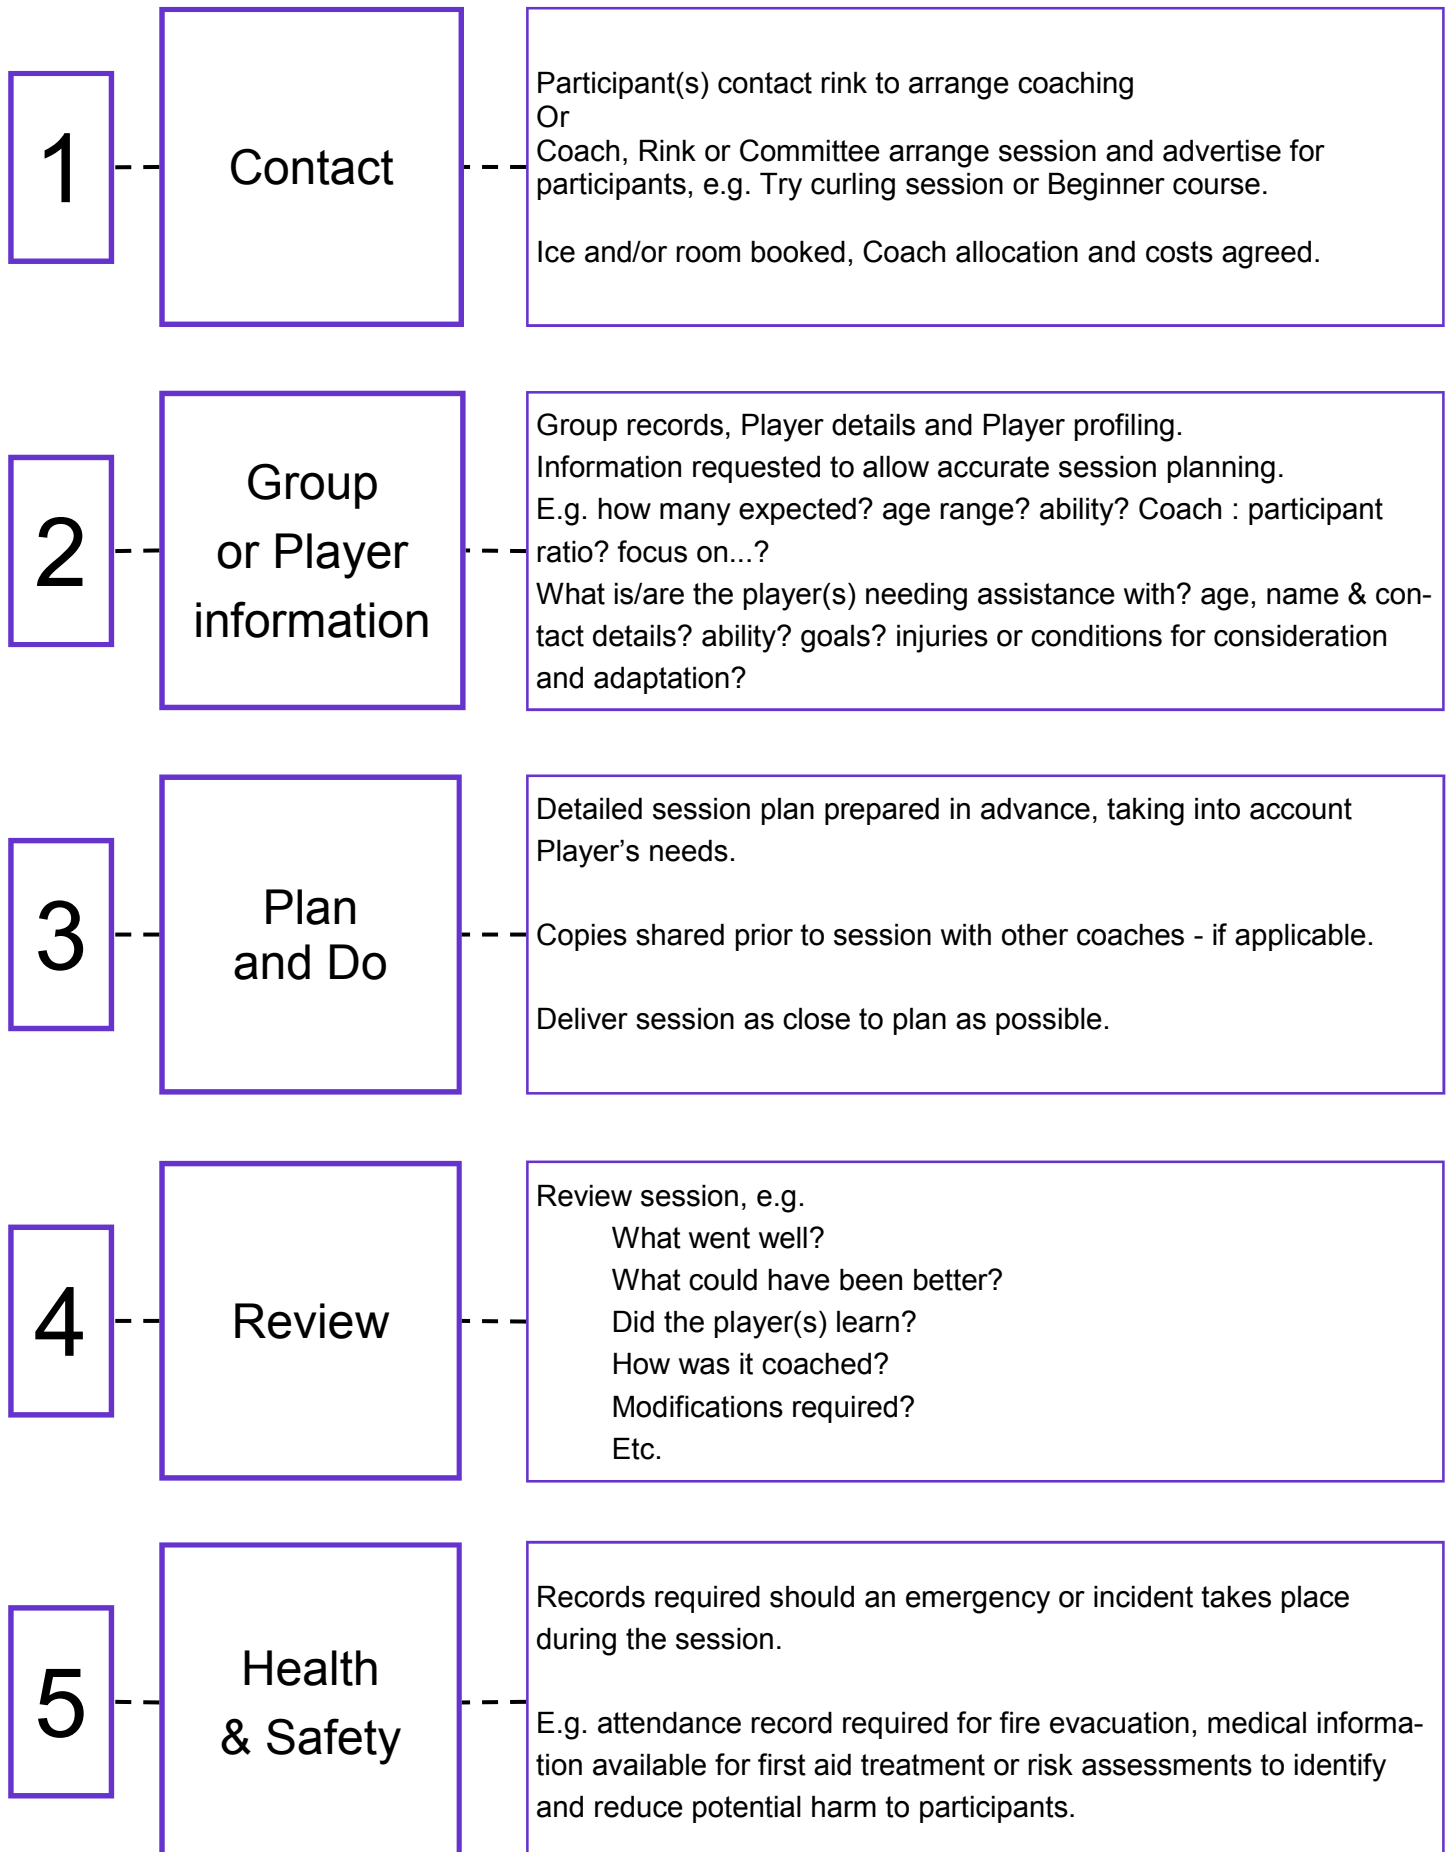 1
Contact
Participant(s) contact rink to arrange coaching
Or
Coach, Rink or Committee arrange session and advertise for
participants, e.g. Try curling session or Beginner course.
Ice and/or room booked, Coach allocation and costs agreed.
2
Group
or Player
information
Group records, Player details and Player profiling.
Information requested to allow accurate session planning.
E.g. how many expected? age range? ability? Coach : participant
ratio? focus on...?
What is/are the player(s) needing assistance with? age, name & con-
tact details? ability? goals? injuries or conditions for consideration
and adaptation?
3
Plan
and Do
Detailed session plan prepared in advance, taking into account
Player’s needs.
Copies shared prior to session with other coaches - if applicable.
Deliver session as close to plan as possible.
4
Review
Review session, e.g.
What went well?
What could have been better?
Did the player(s) learn?
How was it coached?
Modifications required?
Etc.
5
Health
& Safety
Records required should an emergency or incident takes place
during the session.
E.g. attendance record required for fire evacuation, medical informa-
tion available for first aid treatment or risk assessments to identify
and reduce potential harm to participants.